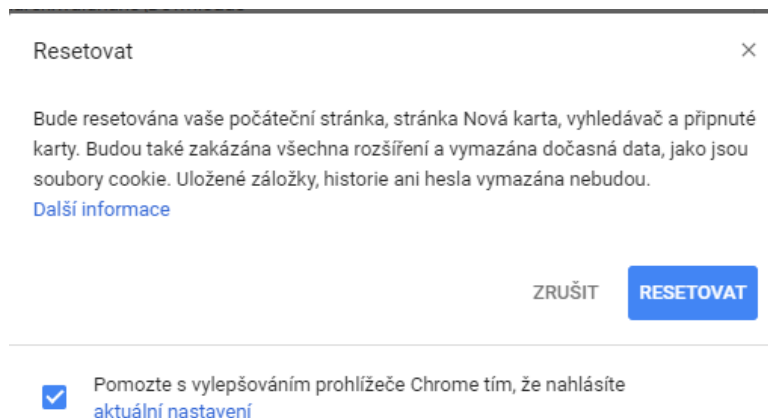 Resetovat
Bude resetována vaše počáteční stránka, stránka Nová karta, vyhledávač a připnuté
karty. Budou také zakázána všechna rozšíření a vymazána dočasná data, jako jsou
soubory cookie. Uložené záložky, historie ani hesla vymazána nebudou.
Další informace
ZRUŠIT RESETOVAT
Pomozte s vylepšováním prohlížeče Chrome tím, že nahlásíte
aktuální nastavení